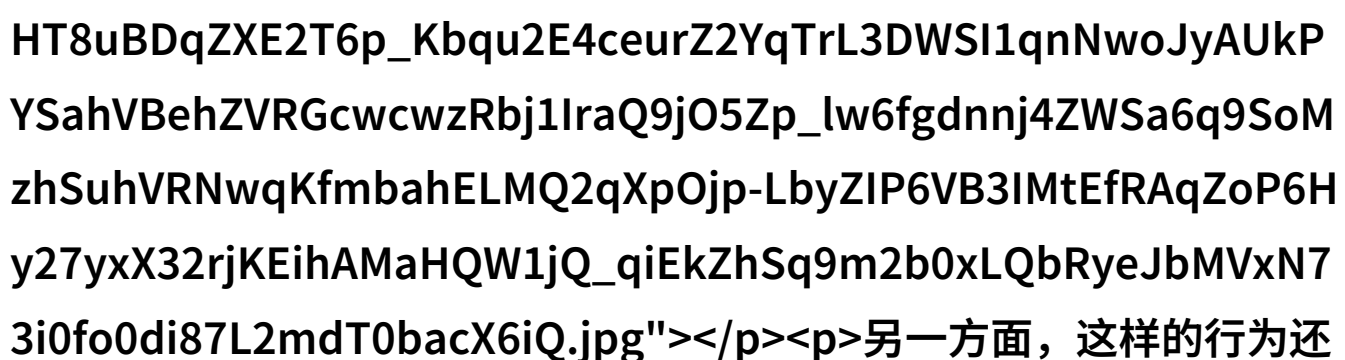 HT8uBDqZXE2T6p_Kbqu2E4ceurZ2YqTrL3DWSI1qnNwoJyAUkP
YSahVBehZVRGcwcwzRbj1IraQ9jO5Zp_lw6fgdnnj4ZWSa6q9SoM
zhSuhVRNwqKfmbahELMQ2qXpOjp-LbyZIP6VB3IMtEfRAqZoP6H
y27yxX32rjKEihAMaHQW1jQ_qiEkZhSq9m2b0xLQbRyeJbMVxN7
3i0fo0di87L2mdT0bacX6iQ.jpg"></p><p>另一方面，这样的行为还